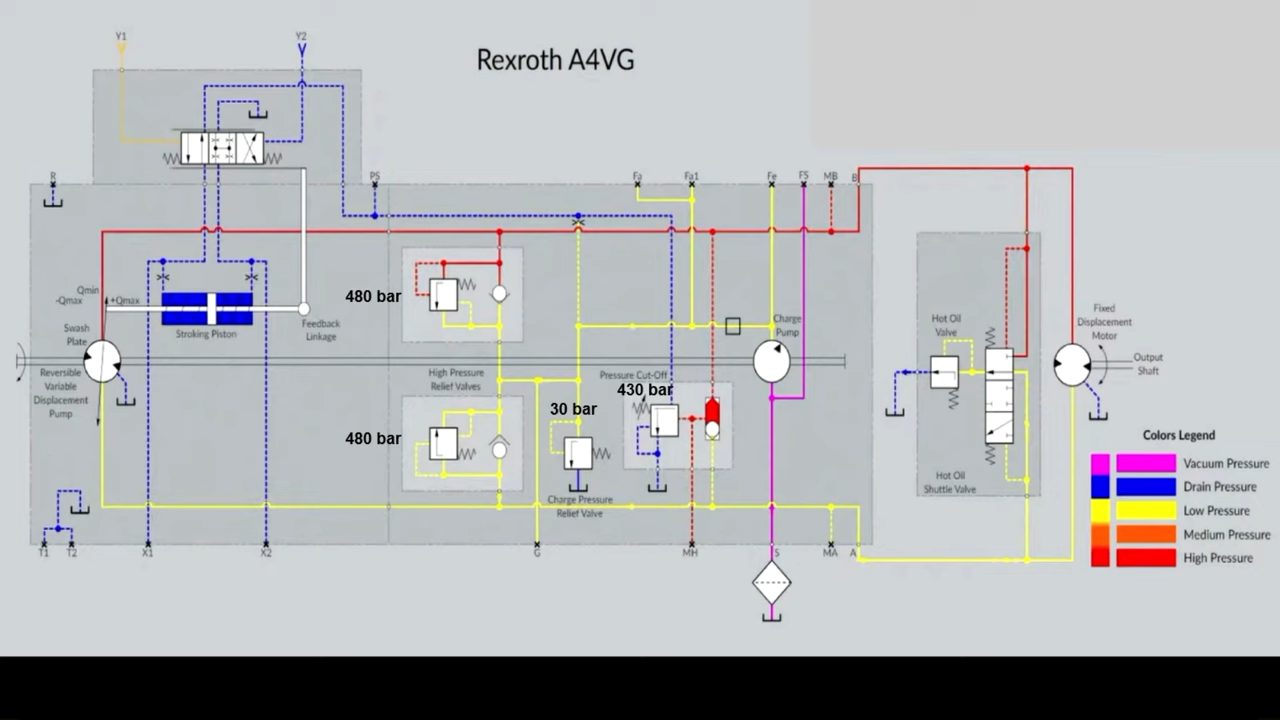 Rexroth A4VG
Y1
Y2
R
PS
Fa
Fa1
Fe
FS
MB
B
Qmin
-Qmax
+Qmax
Swash
Plate
Stroking Piston
Feedback
Linkage
Reversible
Variable
Displacement
Pump
480 bar
High Pressure
Relief Valves
480 bar
30 bar
Charge Pressure
Relief Valve
Pressure Cut-Off
430 bar
Charge
Pump
Hot Oil
Valve
Hot Oil
Shuttle Valve
Fixed
Displacement
Motor
Output
Shaft
T1
T2
X1
X2
G
MH
S
MA
A
Colors Legend
Vacuum Pressure
Drain Pressure
Low Pressure
Medium Pressure
High Pressure